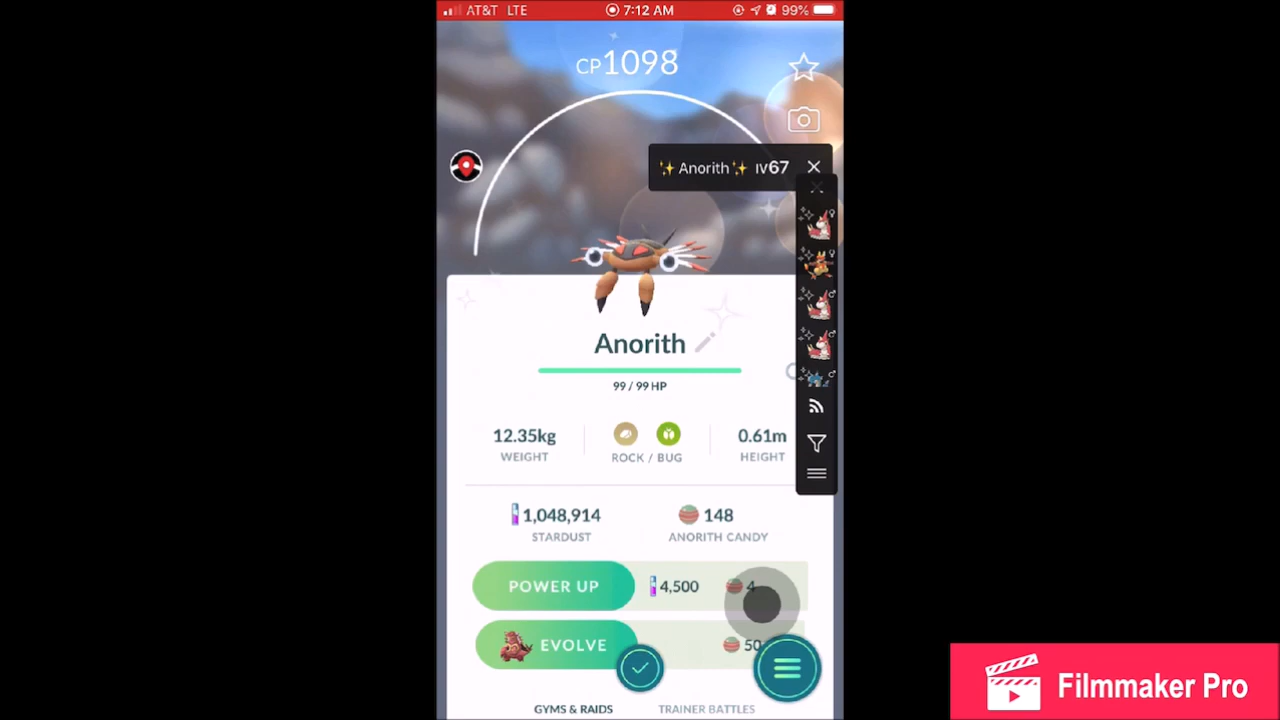 AT&T LTE 7:12 AM 99%
CP1098
✨Anorith✨ IV67
Anorith
99 / 99 HP
12.35kg 0.61m
WEIGHT ROCK / BUG HEIGHT
1,048,914 148
STARDUST ANORITH CANDY
POWER UP 4,500 4
EVOLVE 50
GYMS & RAIDS TRAINER BATTLES
Filmmaker Pro